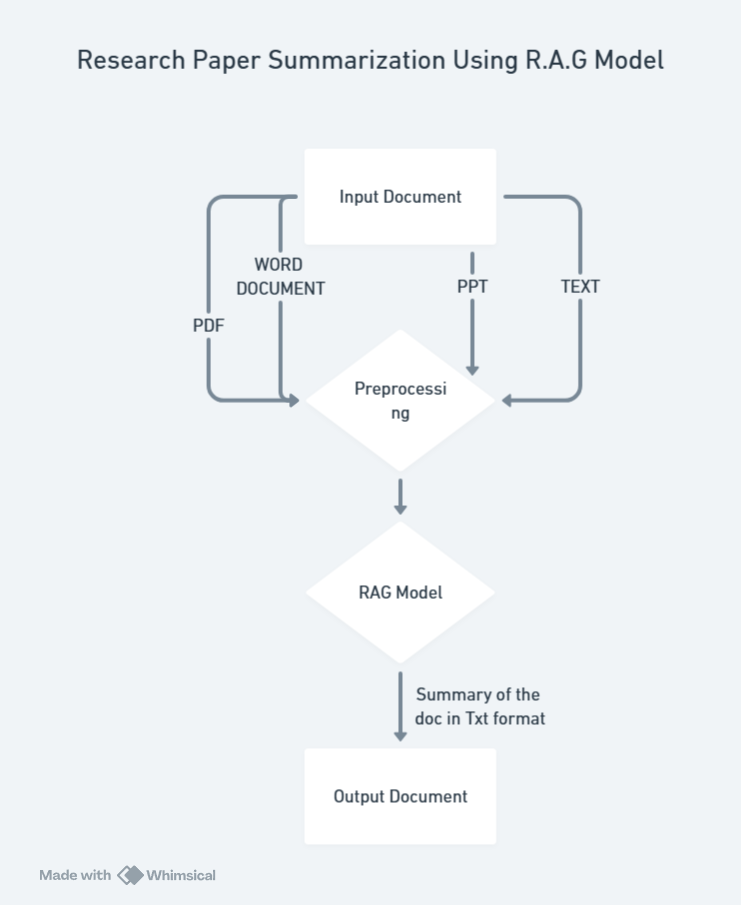 Research Paper Summarization Using R.A.G Model
Input Document
WORD
DOCUMENT
PPT
TEXT
PDF
Preprocessi
ng
RAG Model
Summary of the
doc in Txt format
Output Document
Made with Whimsical